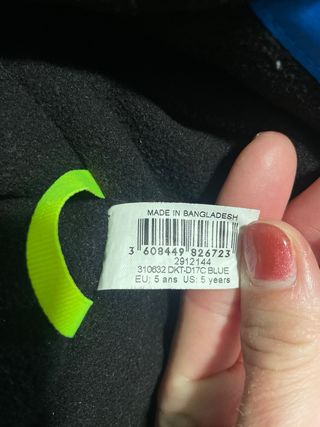 MADE IN BANGLADESH
3 608449 826723
2912144
310632 DKT-D17C BLUE
EU: 5 ans US: 5 years